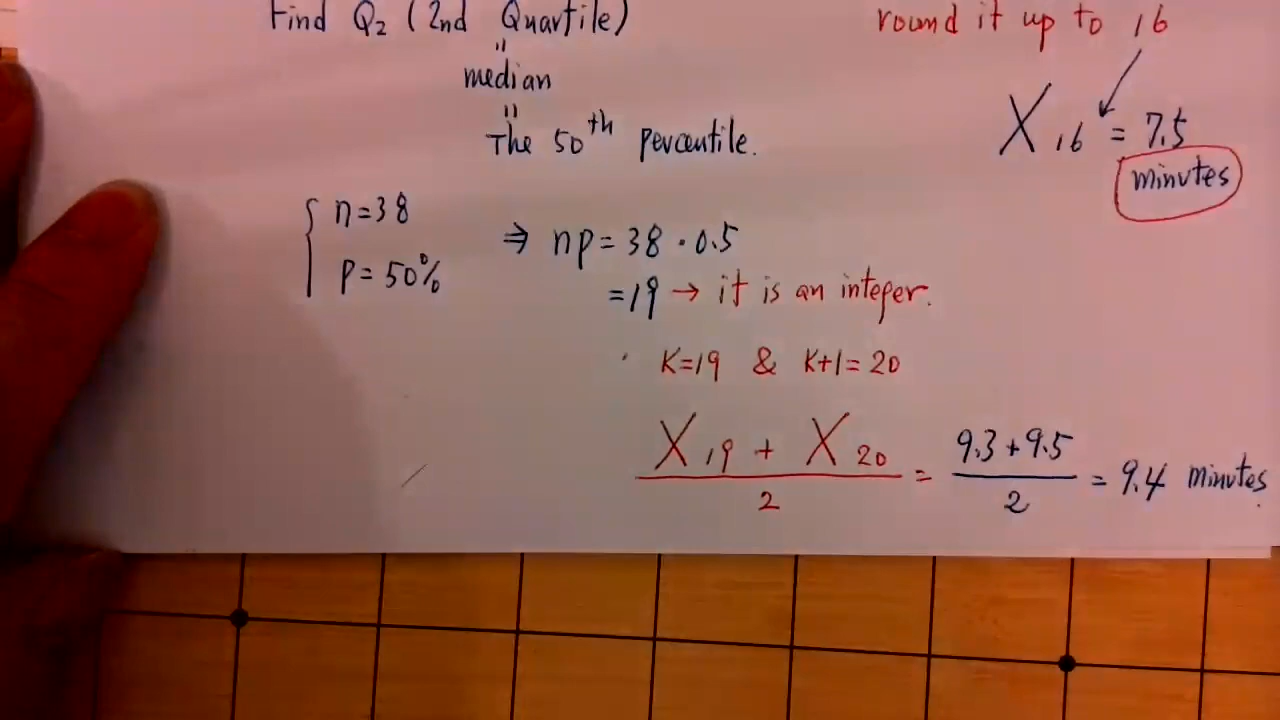 Find Q₂ (2nd Quartile)
"
median
"
The 50th percentile.
round it up to 16
X₁₆ = 7.5
minutes
n=38
p=50%
⇒ np = 38 · 0.5
=19 → it is an integer.
K=19 & K+1=20
X₁₉ + X₂₀ / 2 = 9.3+9.5 / 2 = 9.4 minutes.